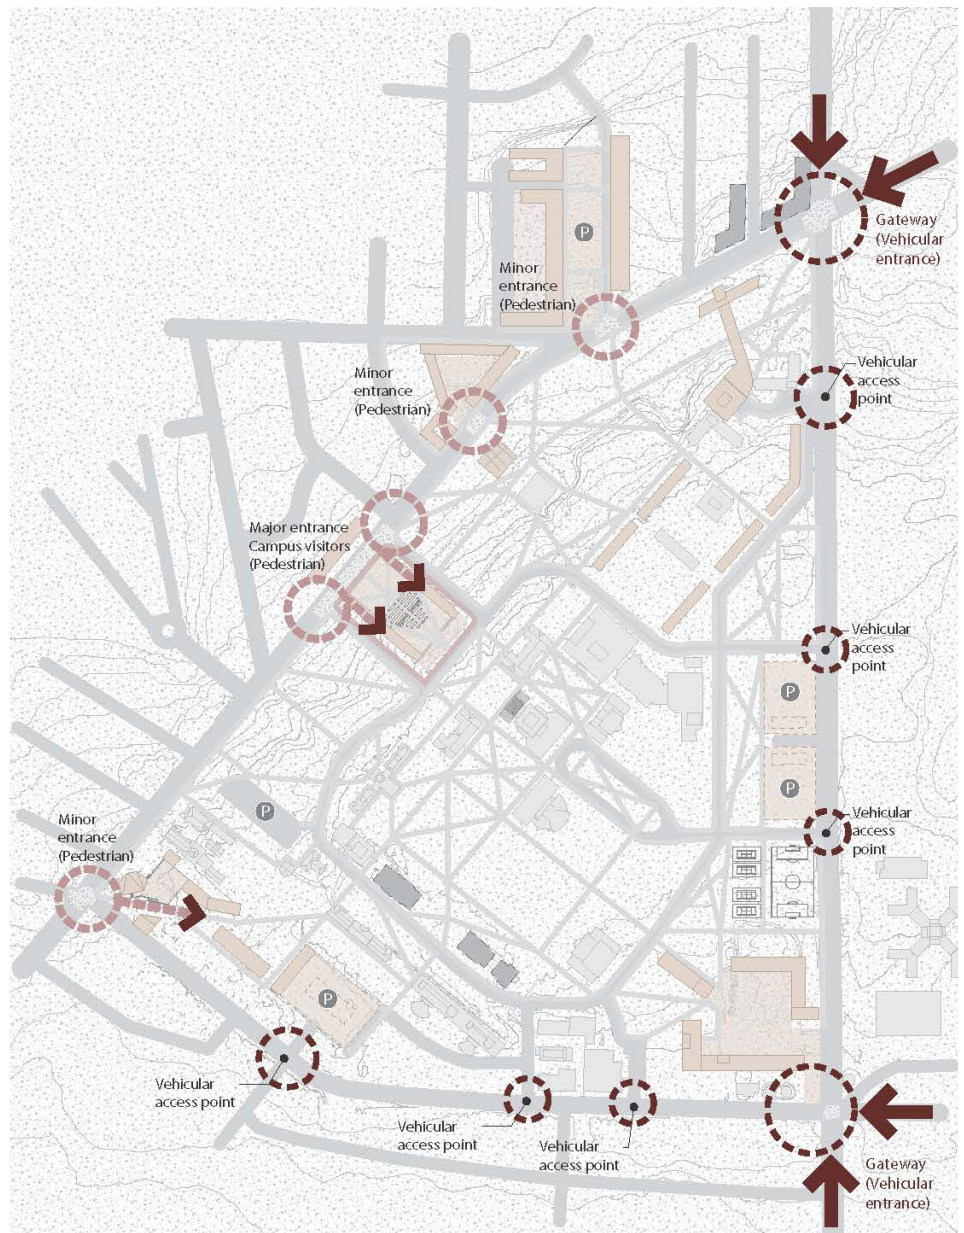 Gateway
(Vehicular
entrance)
P
Minor
entrance
(Pedestrian)
Vehicular
access
point
Minor
entrance
(Pedestrian)
Major entrance
Campus visitors
(Pedestrian)
Vehicular
access
point
P
P
P
Vehicular
access
point
Minor
entrance
(Pedestrian)
P
Vehicular
access point
Vehicular
access point
Vehicular
access point
Gateway
(Vehicular
entrance)